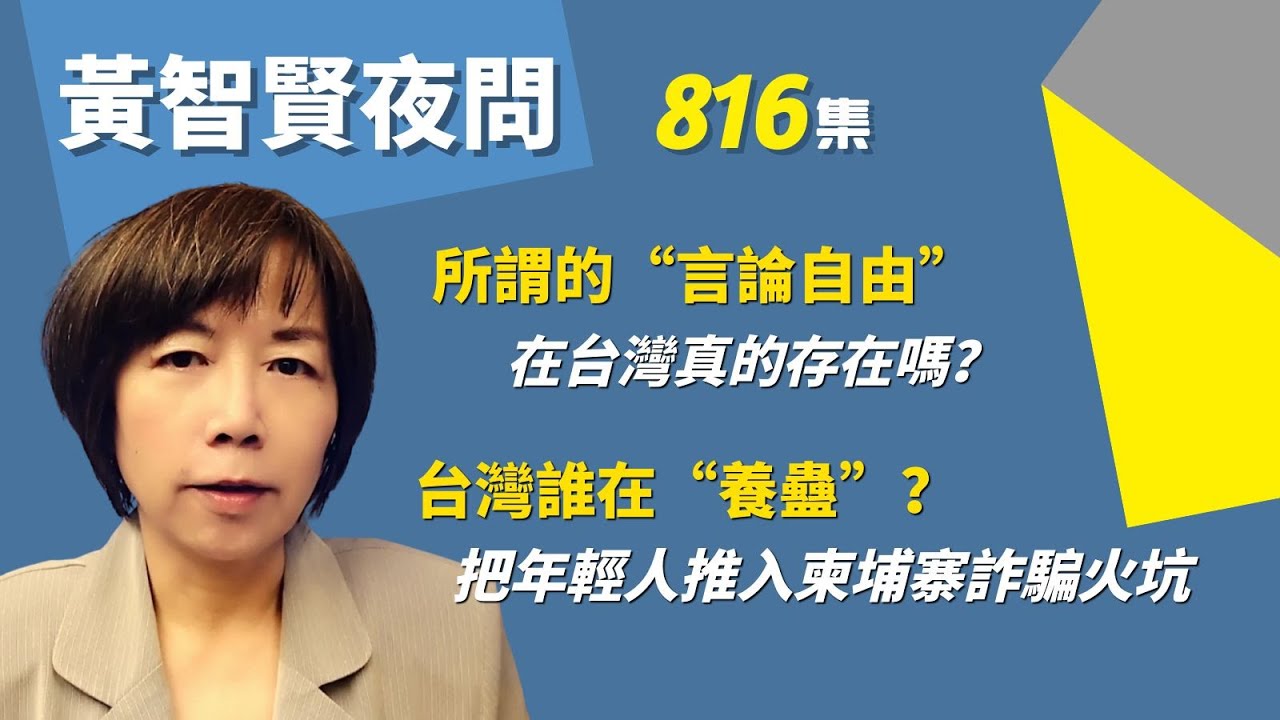 黃智賢夜問 816集
所謂的“言論自由”
在台灣真的存在嗎？
台灣誰在“養蠱”？
把年輕人推入柬埔寨詐騙火坑